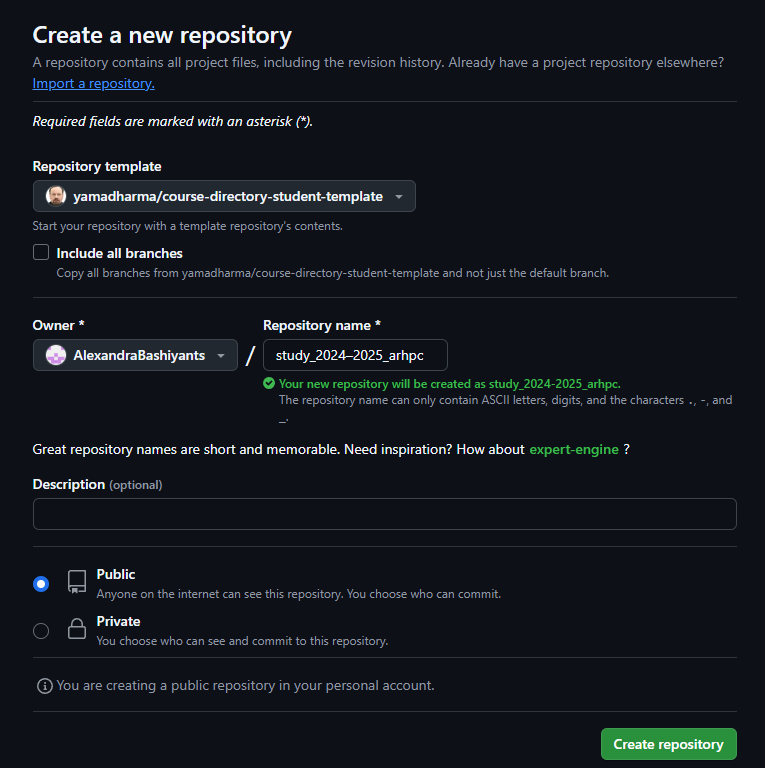 Create a new repository
A repository contains all project files, including the revision history. Already have a project repository elsewhere?
Import a repository.
Required fields are marked with an asterisk (*).
Repository template
yamadharma/course-directory-student-template
Start your repository with a template repository's contents.
Include all branches
Copy all branches from yamadharma/course-directory-student-template and not just the default branch.
Owner *
Repository name *
AlexandraBashiyants
/
study_2024–2025_arhpc
Your new repository will be created as study_2024-2025_arhpc.
The repository name can only contain ASCII letters, digits, and the characters ., -, and
_.
Great repository names are short and memorable. Need inspiration? How about expert-engine ?
Description (optional)
Public
Anyone on the internet can see this repository. You choose who can commit.
Private
You choose who can see and commit to this repository.
You are creating a public repository in your personal account.
Create repository